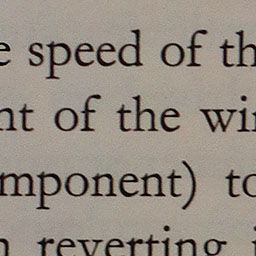 e speed of th
nt of the wi
mponent) to
n reverting i